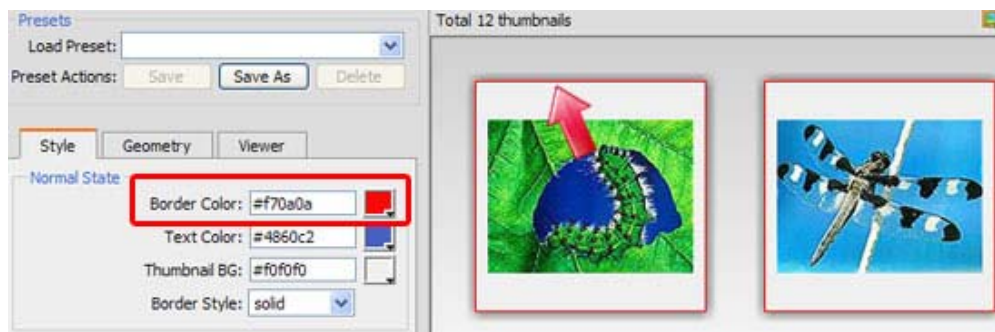 Presets
Load Preset:
Preset Actions: Save Save As Delete
Style Geometry Viewer
Normal State
Border Color: #f70a0a
Text Color: #4860c2
Thumbnail BG: #f0f0f0
Border Style: solid
Total 12 thumbnails